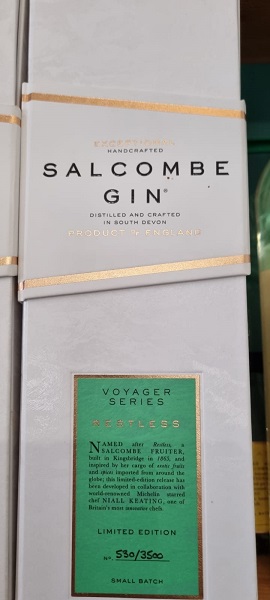 EXCEPTIONAL
HANDCRAFTED
SALCOMBE
GIN®
DISTILLED AND CRAFTED
IN SOUTH DEVON
PRODUCT OF ENGLAND
VOYAGER
SERIES
RESTLESS
NAMED after Restless, a
SALCOMBE FRUITER,
built in Kingsbridge in 1862, and
inspired by her cargo of exotic fruits
and spices imported from around the
globe; this limited-edition release has
been developed in collaboration with
world-renowned Michelin starred
chef NIALL KEATING, one of
Britain's most innovative chefs.
LIMITED EDITION
No. 530/3500
SMALL BATCH